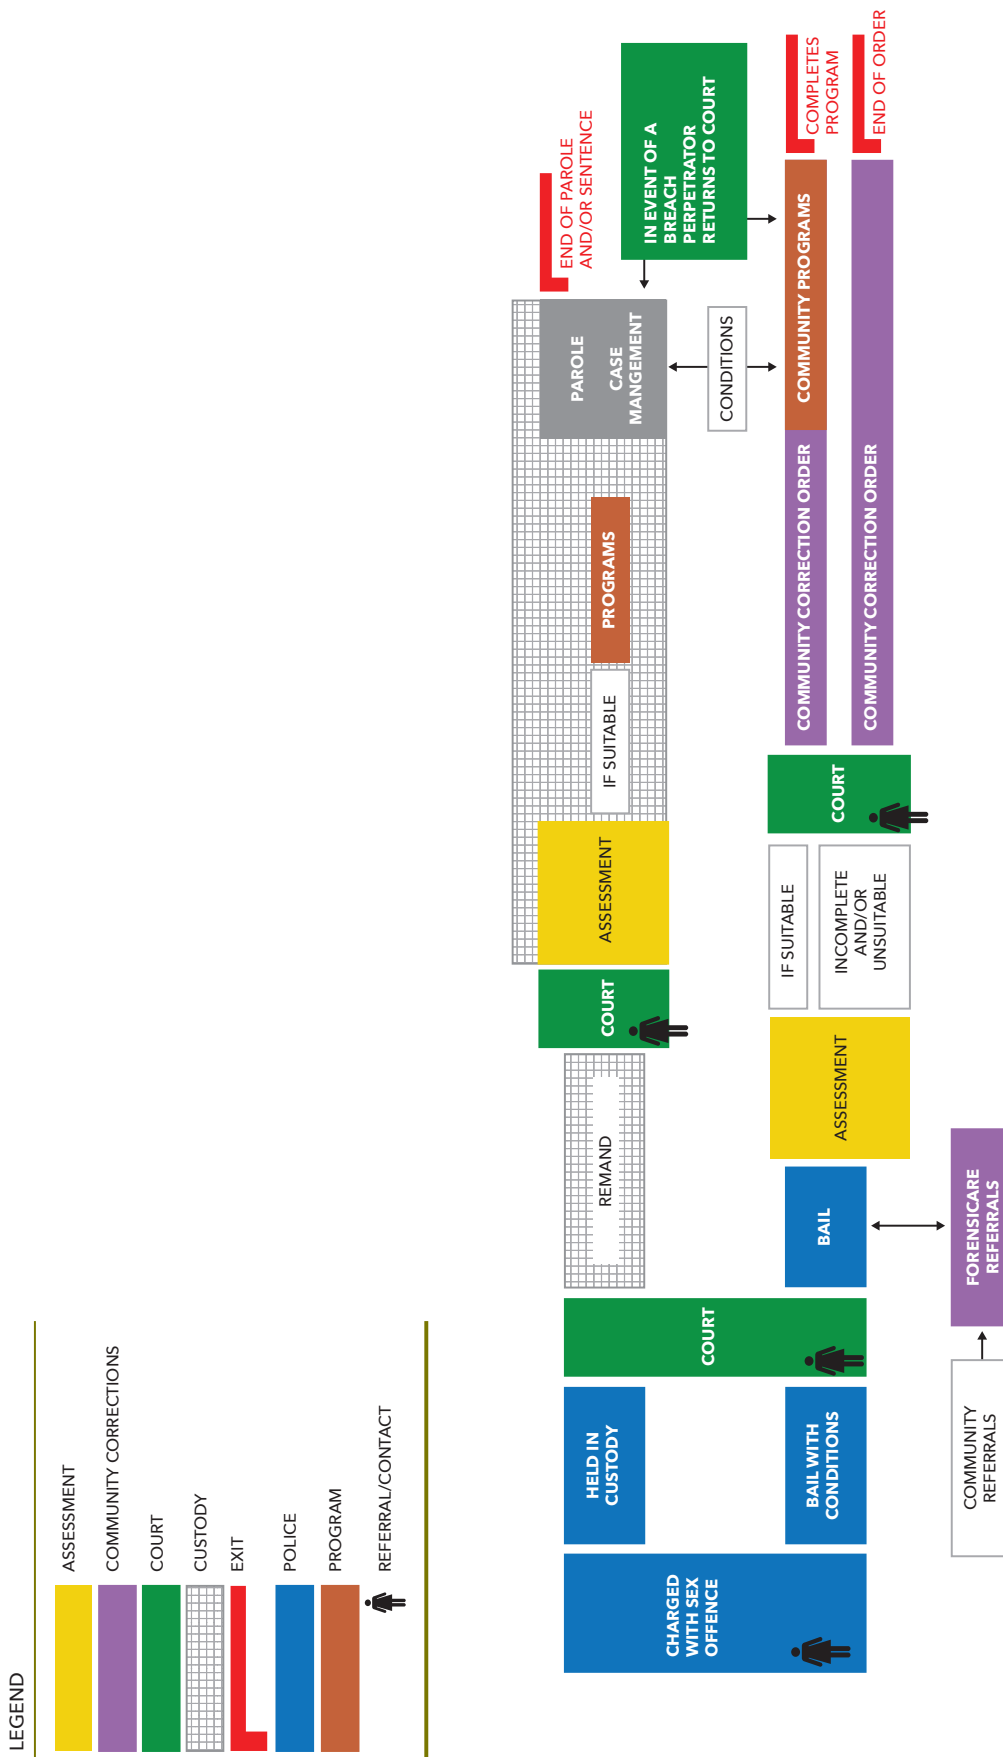 LEGEND
ASSESSMENT
COMMUNITY CORRECTIONS
COURT
CUSTODY
EXIT
POLICE
PROGRAM
REFERRAL/CONTACT
CHARGED
WITH SEX
OFFENCE
HELD IN
CUSTODY
BAIL WITH
CONDITIONS
COURT
REMAND
BAIL
COMMUNITY
REFERRALS
FORENSICARE
REFERRALS
COURT
ASSESSMENT
IF SUITABLE
PROGRAMS
PAROLE
CASE
MANGEMENT
END OF PAROLE
AND/OR SENTENCE
IN EVENT OF A
BREACH
PERPETRATOR
RETURNS TO COURT
CONDITIONS
ASSESSMENT
IF SUITABLE
INCOMPLETE
AND/OR
UNSUITABLE
COURT
COMMUNITY CORRECTION ORDER
COMMUNITY PROGRAMS
COMPLETES
PROGRAM
COMMUNITY CORRECTION ORDER
END OF ORDER